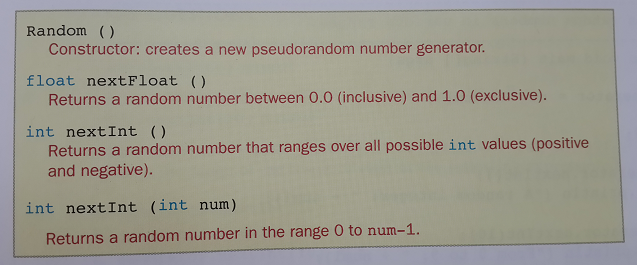 Random ()
Constructor: creates a new pseudorandom number generator.
float nextFloat ()
Returns a random number between 0.0 (inclusive) and 1.0 (exclusive).
int nextInt ()
Returns a random number that ranges over all possible int values (positive
and negative).
int nextInt (int num)
Returns a random number in the range 0 to num-1.